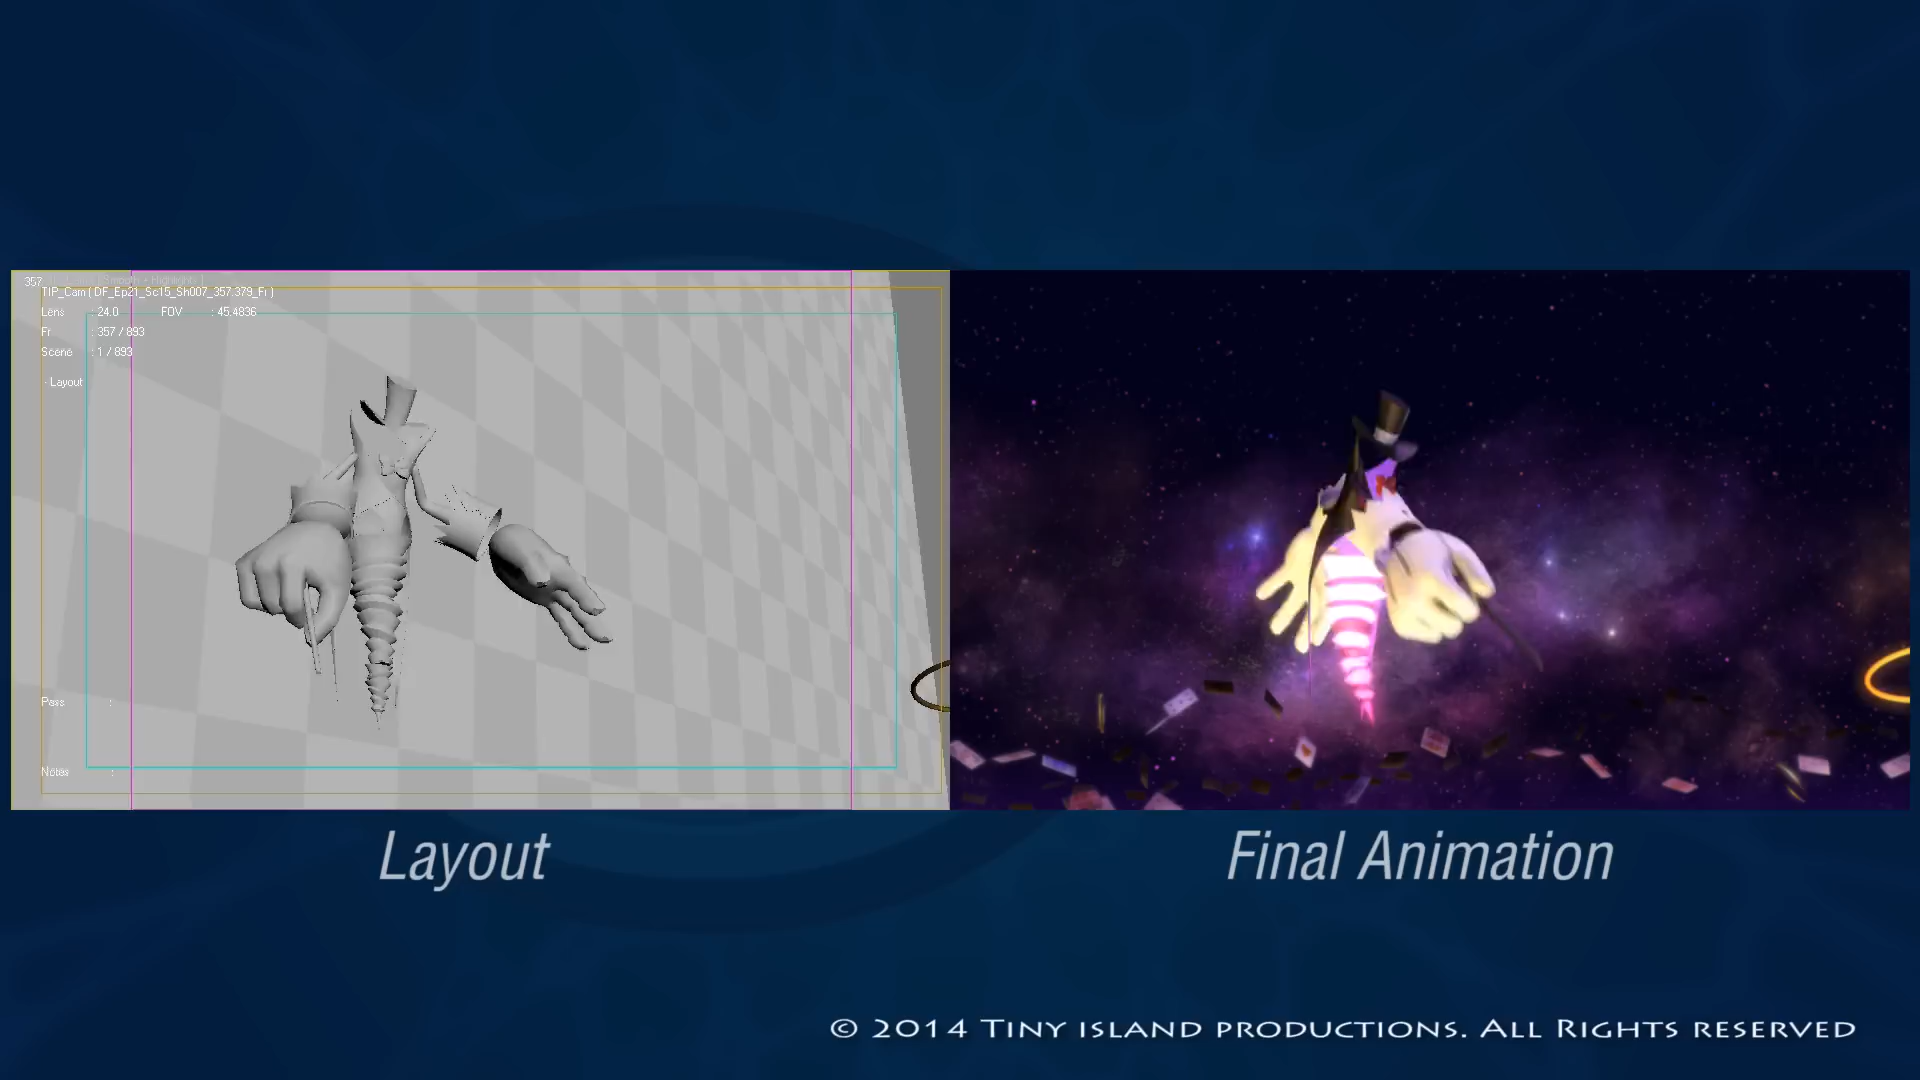 357
TIP_Cam ( DF_Ep21_Sc15_Sh007_357.379_Fr )
Lens : 24.0 FOV : 45.4836
Fr : 357 / 893
Scene : 1 / 893
- Layout
Pass :
Notes :
Layout Final Animation
© 2014 Tiny island productions. All Rights reserved